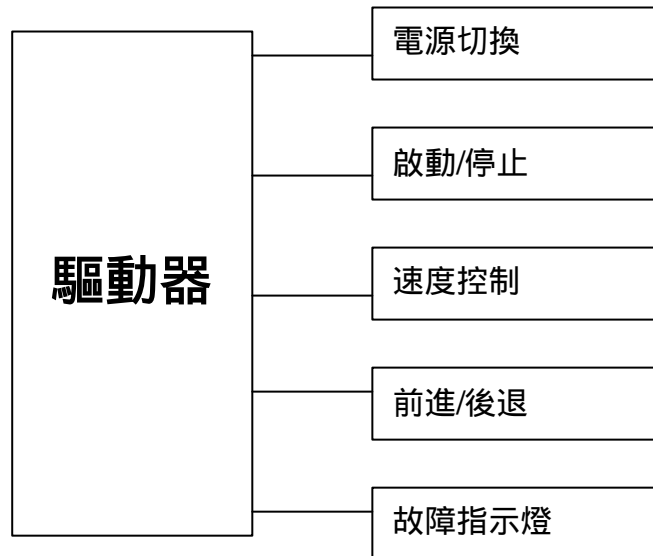 驅動器
電源切換
啟動/停止
速度控制
前進/後退
故障指示燈